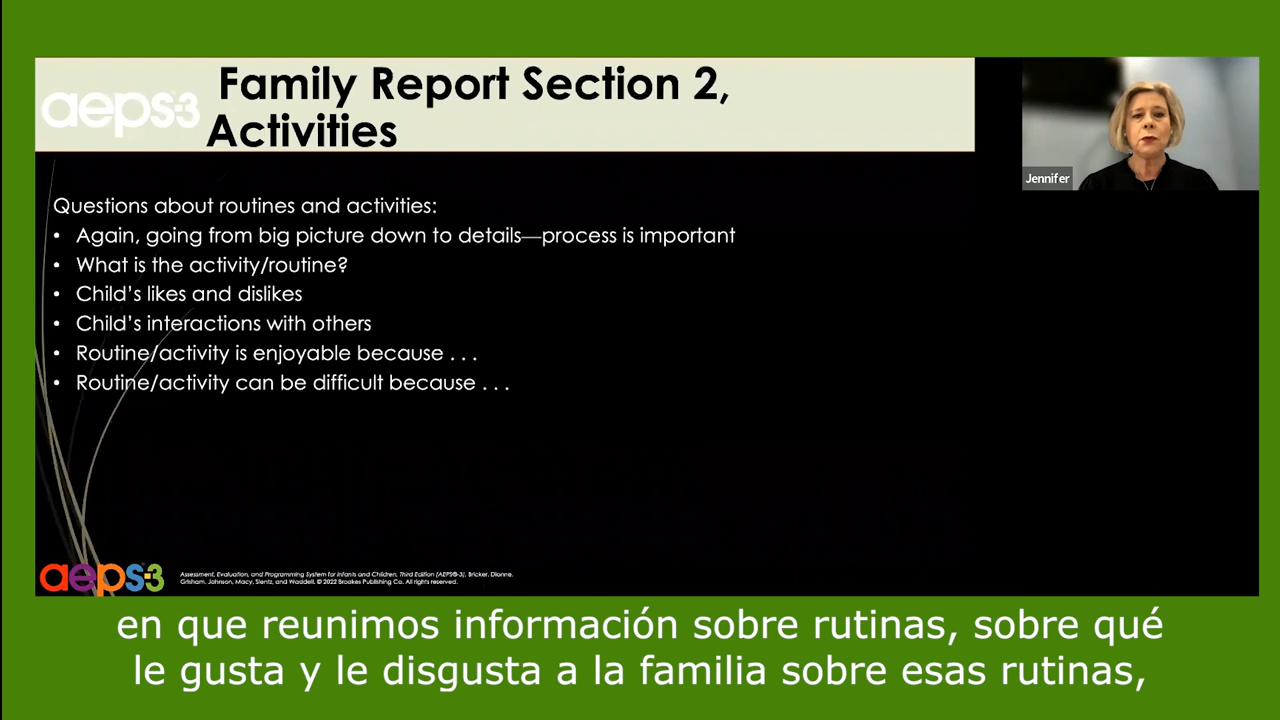 aeps-3
Family Report Section 2,
Activities
Jennifer
Questions about routines and activities:
• Again, going from big picture down to details—process is important
• What is the activity/routine?
• Child's likes and dislikes
• Child's interactions with others
• Routine/activity is enjoyable because . . .
• Routine/activity can be difficult because . . .
aeps-3
Assessment, Evaluation, and Programming System for Infants and Children, Third Edition (AEPS®-3), Bricker, Dionne,
Grisham, Johnson, Macy, Slentz, and Waddell. © 2022 Brookes Publishing Co. All rights reserved.
en que reunimos información sobre rutinas, sobre qué
le gusta y le disgusta a la familia sobre esas rutinas,